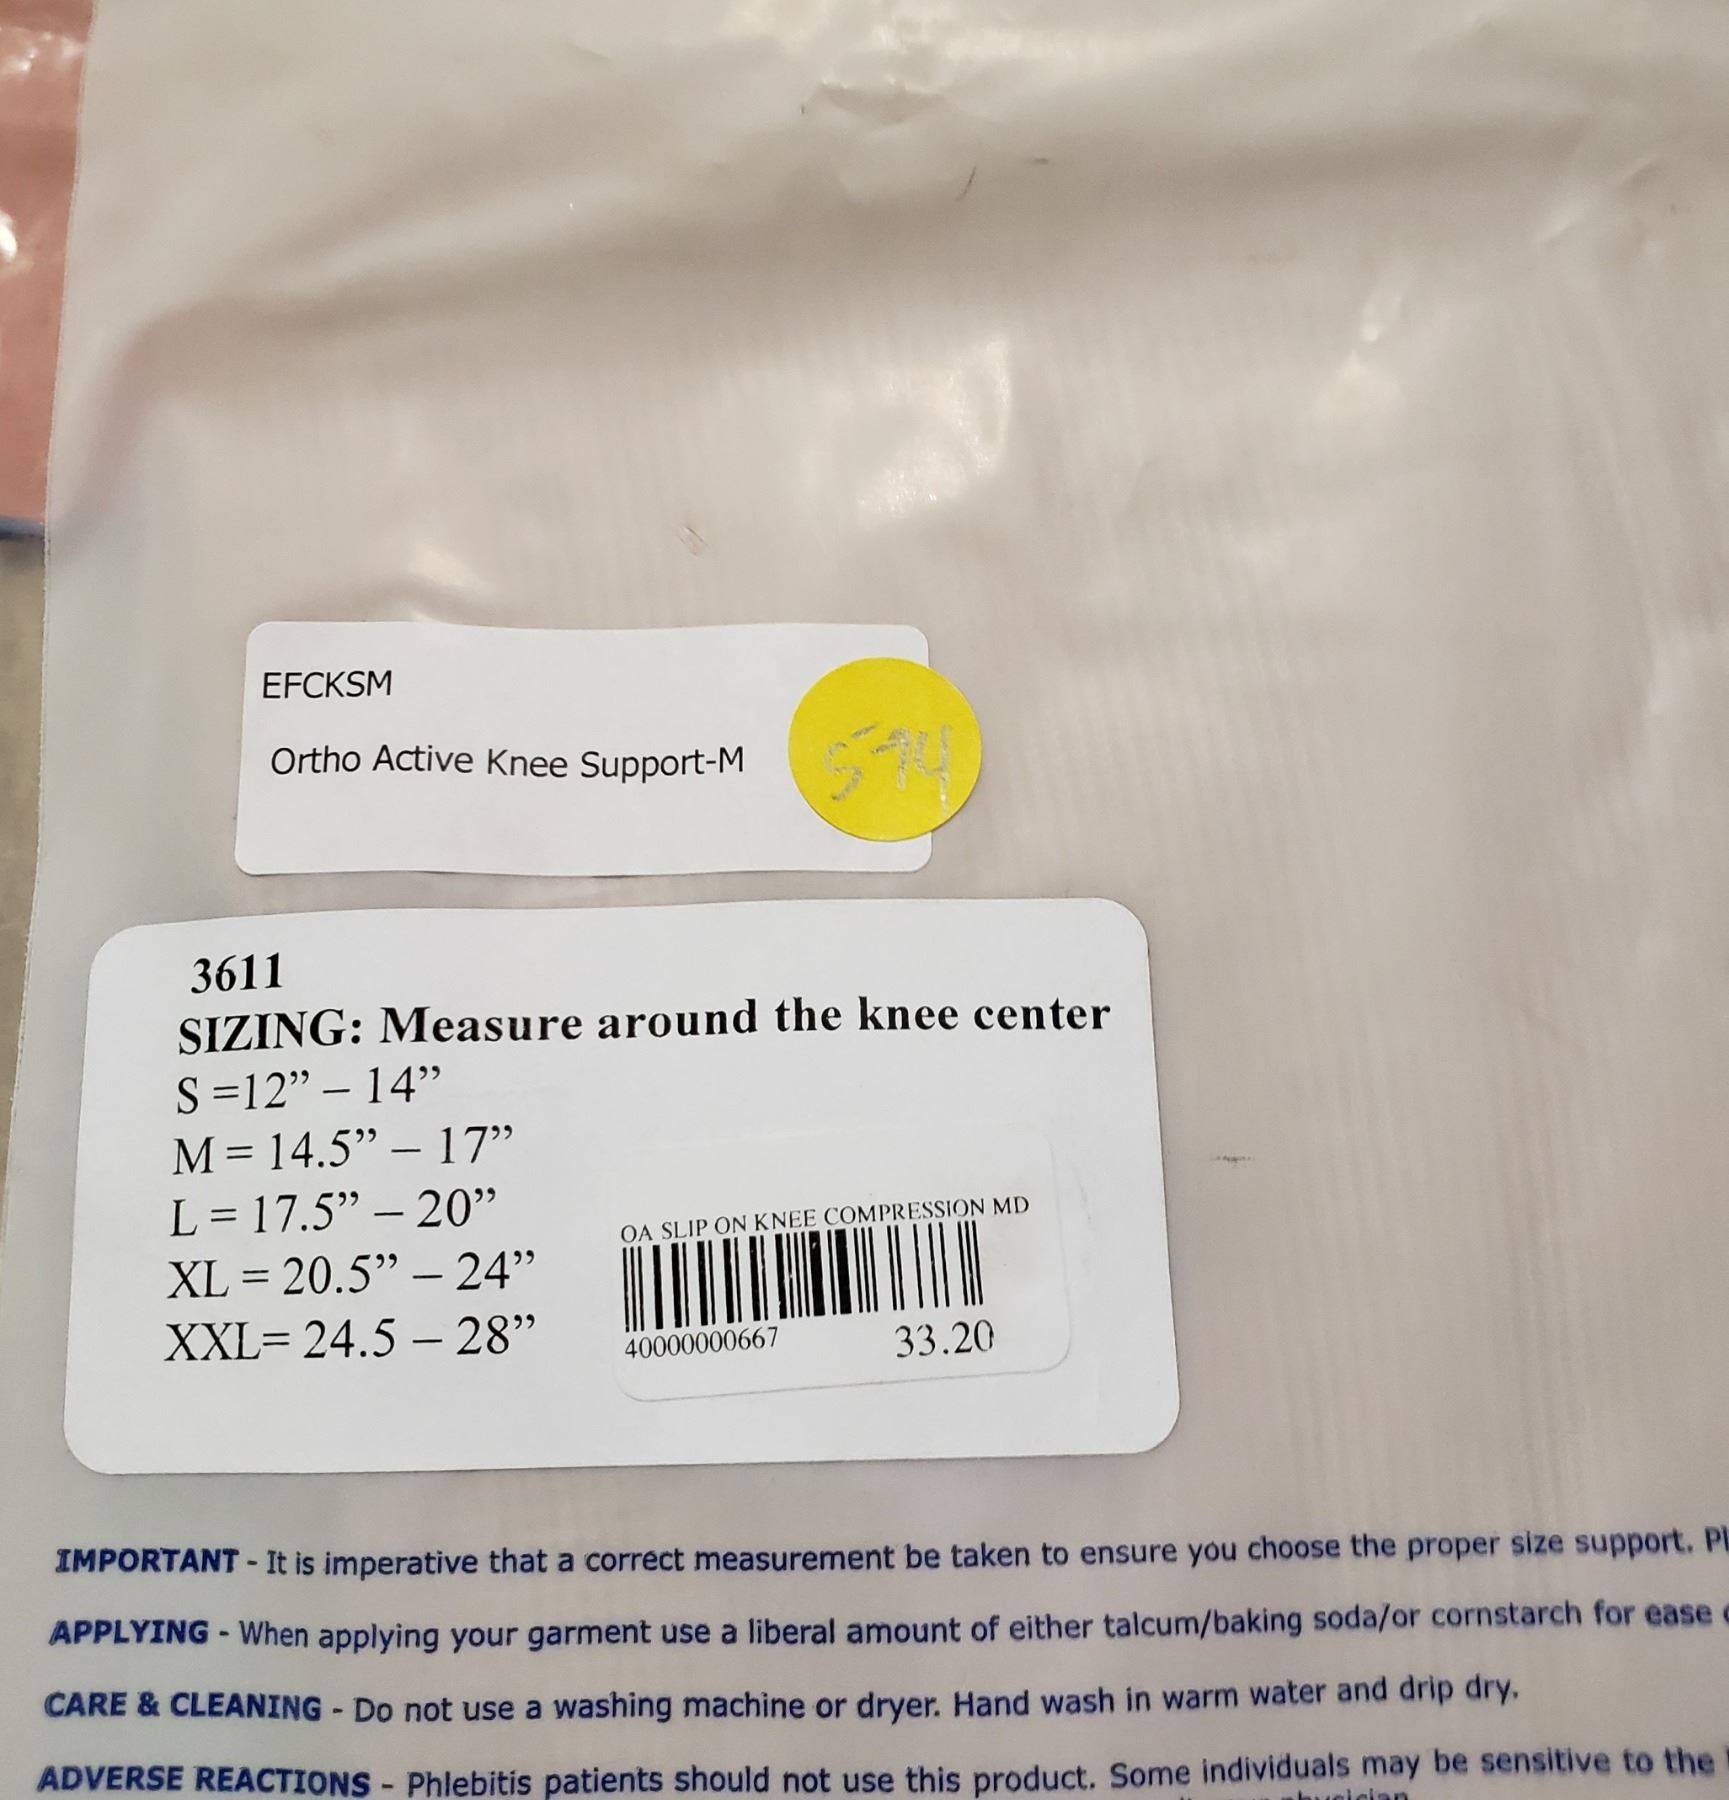 EFCKSM
Ortho Active Knee Support-M
3611
SIZING: Measure around the knee center
S =12” – 14”
M = 14.5” – 17”
L = 17.5” – 20”
XL = 20.5” – 24”
XXL= 24.5 – 28”
OA SLIP ON KNEE COMPRESSION MD
40000000667
33.20
IMPORTANT - It is imperative that a correct measurement be taken to ensure you choose the proper size support.
APPLYING - When applying your garment use a liberal amount of either talcum/baking soda/or cornstarch for ease
CARE & CLEANING - Do not use a washing machine or dryer. Hand wash in warm water and drip dry.
ADVERSE REACTIONS - Phlebitis patients should not use this product. Some individuals may be sensitive to the
physician